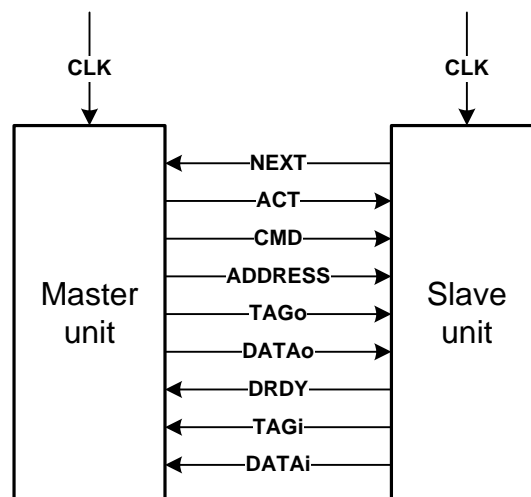 CLK
CLK
NEXT
ACT
CMD
ADDRESS
TAGo
DATAo
DRDY
TAGi
DATAi
Master
unit
Slave
unit